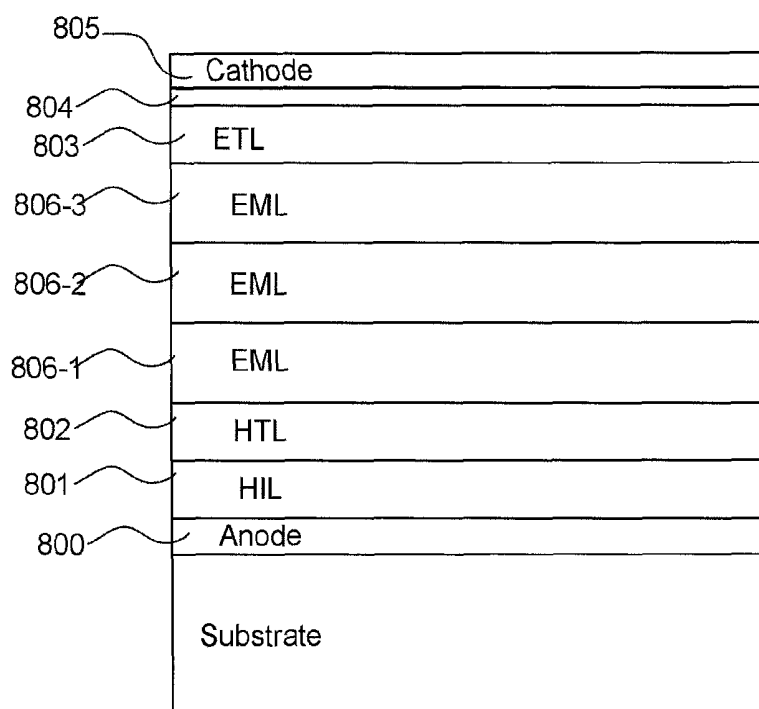 805
Cathode
804
803
ETL
806-3
EML
806-2
EML
806-1
EML
802
HTL
801
HIL
800
Anode
Substrate